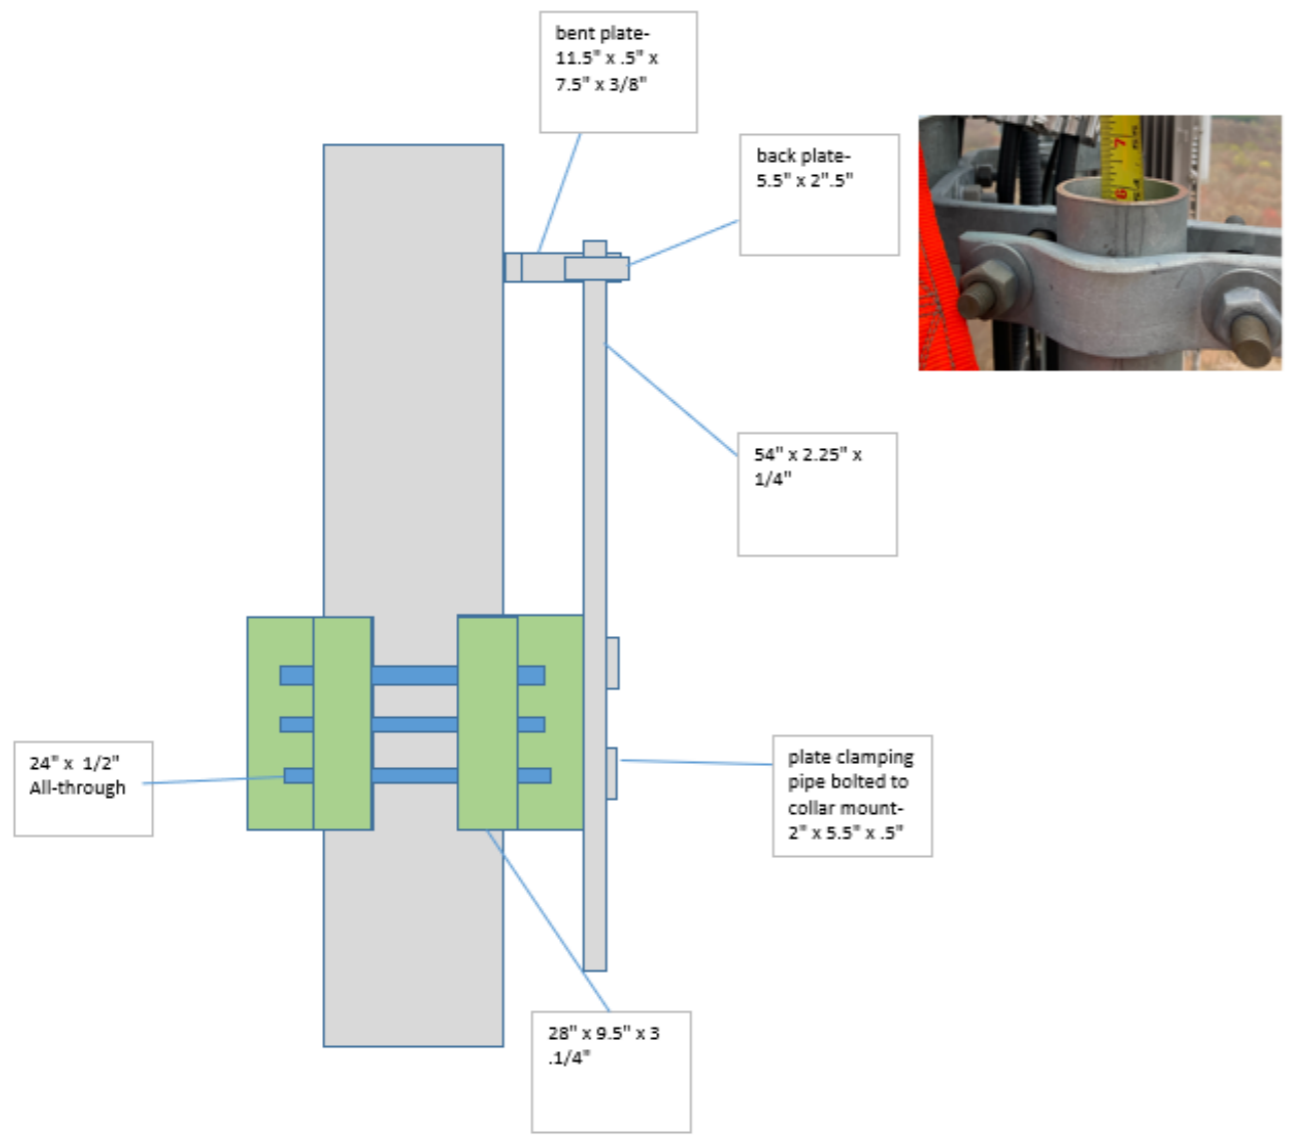 bent plate-
11.5" x .5" x
7.5" x 3/8"
back plate-
5.5" x 2".5"
7
54" x 2.25" x
1/4"
24" x 1/2"
All-through
plate clamping
pipe bolted to
collar mount-
2" x 5.5" x .5"
28" x 9.5" x 3
.1/4"